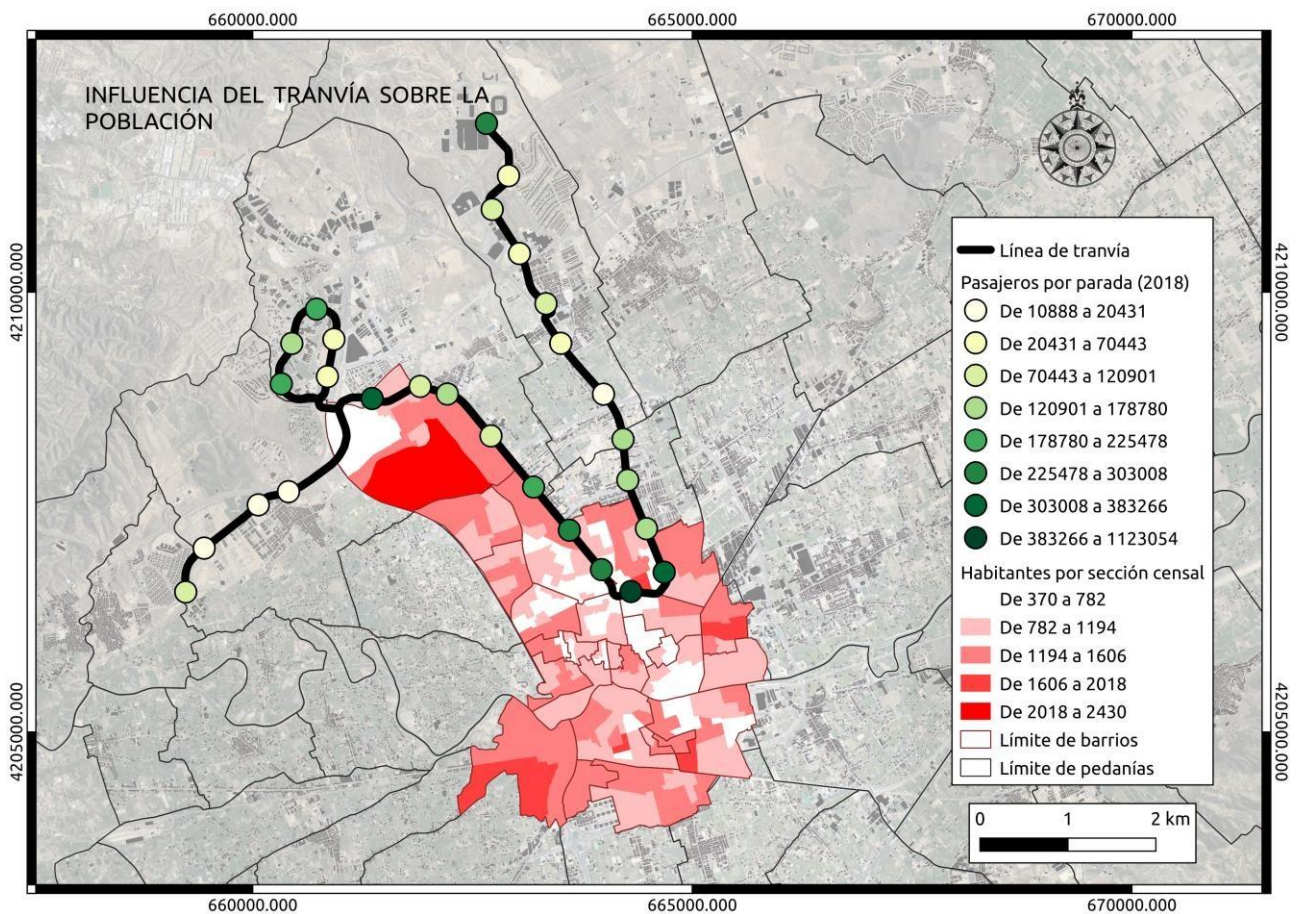 660000.000
665000.000
670000.000
INFLUENCIA DEL TRANVÍA SOBRE LA
POBLACIÓN
4210000.000
4210000.000
Línea de tranvía
Pasajeros por parada (2018)
De 10888 a 20431
De 20431 a 70443
De 70443 a 120901
De 120901 a 178780
De 178780 a 225478
De 225478 a 303008
De 303008 a 383266
De 383266 a 1123054
Habitantes por sección censal
De 370 a 782
De 782 a 1194
De 1194 a 1606
De 1606 a 2018
De 2018 a 2430
Límite de barrios
Límite de pedanías
4205000.000
4205000.000
0 1 2 km
660000.000
665000.000
670000.000